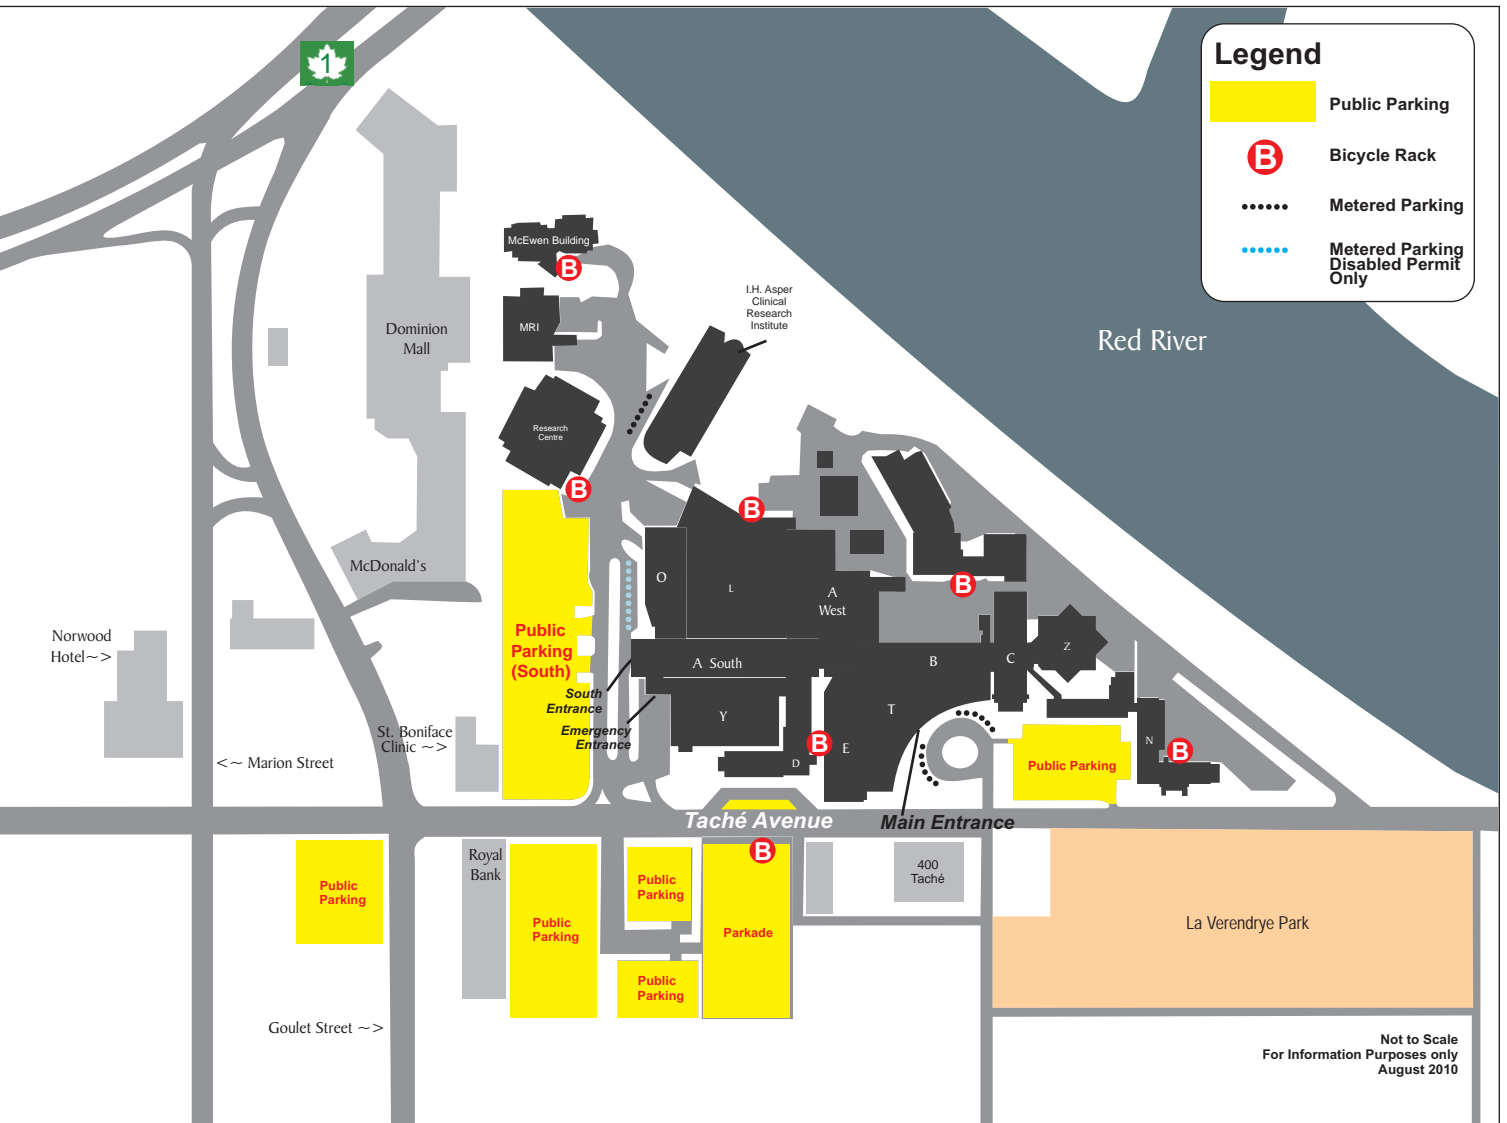 1
Legend
Public Parking
B
Bicycle Rack
Metered Parking
Metered Parking
Disabled Permit
Only
McEwen Building
B
MRI
I.H. Asper
Clinical
Research
Institute
Red River
Dominion
Mall
Research
Centre
B
B
McDonald's
O
L
A
West
B
Norwood
Hotel~>
Public
Parking
(South)
A South
B
C
Z
South
Entrance
Emergency
Entrance
Y
T
St. Boniface
Clinic ~>
B
E
D
N
B
<~ Marion Street
Public Parking
Taché Avenue
Main Entrance
Royal
Bank
B
400
Taché
Public
Parking
Public
Parking
Public
Parking
Parkade
La Verendrye Park
Public
Parking
Goulet Street ~>
Not to Scale
For Information Purposes only
August 2010